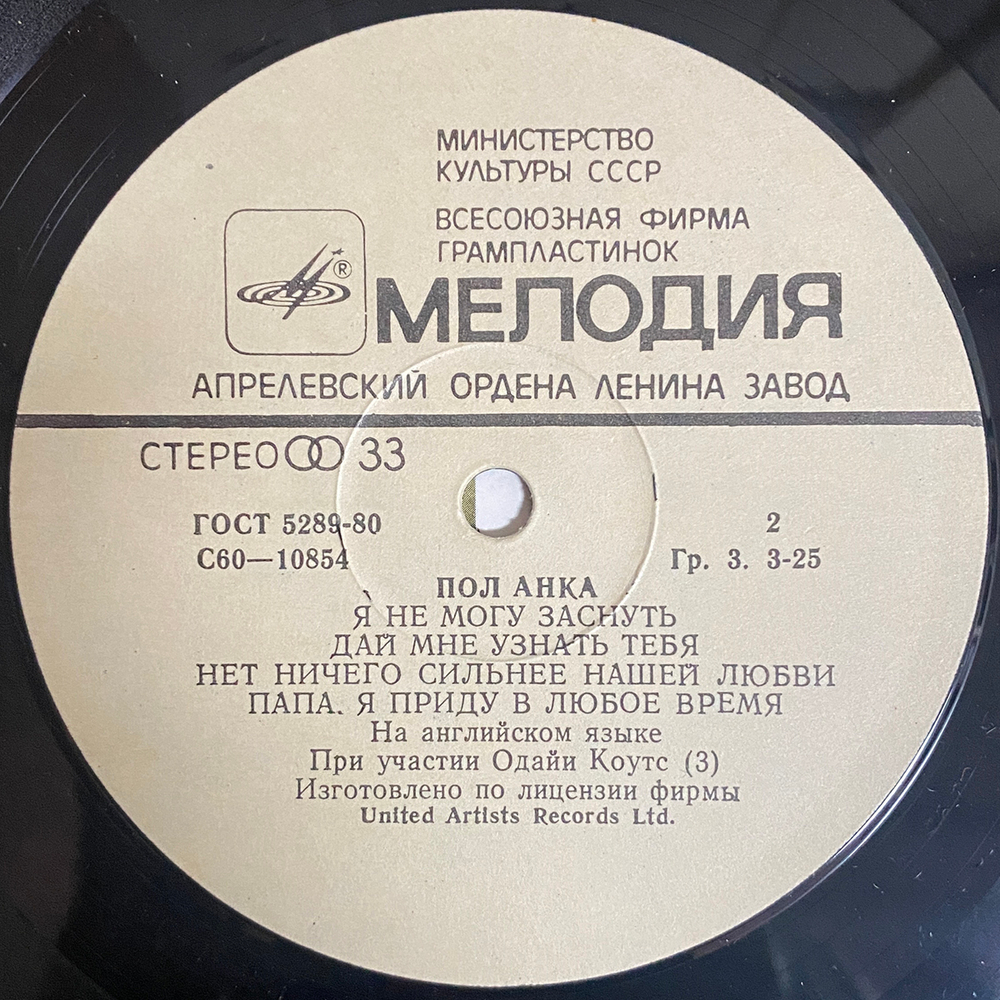 МИНИСТЕРСТВО
КУЛЬТУРЫ СССР
ВСЕСОЮЗНАЯ ФИРМА
ГРАМПЛАСТИНОК
®
МЕЛОДИЯ
АПРЕЛЕВСКИЙ ОРДЕНА ЛЕНИНА ЗАВОД
СТЕРЕО 33
ГОСТ 5289-80 2
С60—10854 Гр. 3. 3-25
ПОЛ АНКА
Я НЕ МОГУ ЗАСНУТЬ
ДАЙ МНЕ УЗНАТЬ ТЕБЯ
НЕТ НИЧЕГО СИЛЬНЕЕ НАШЕЙ ЛЮБВИ
ПАПА. Я ПРИДУ В ЛЮБОЕ ВРЕМЯ
На английском языке
При участии Одайи Коутс (3)
Изготовлено по лицензии фирмы
United Artists Records Ltd.